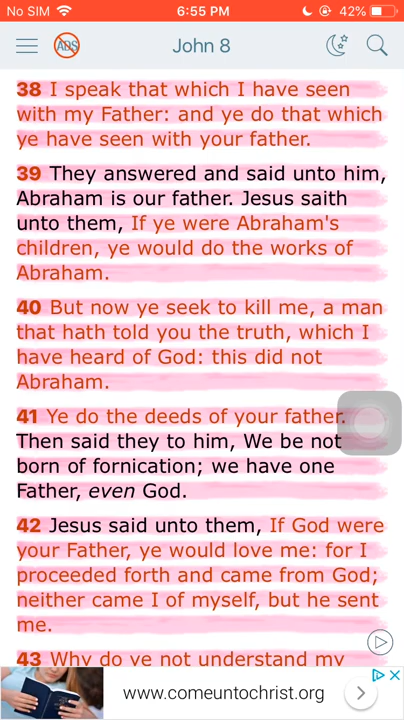 No SIM 6:55 PM 42%
ADS John 8
38 I speak that which I have seen
with my Father: and ye do that which
ye have seen with your father.
39 They answered and said unto him,
Abraham is our father. Jesus saith
unto them, If ye were Abraham's
children, ye would do the works of
Abraham.
40 But now ye seek to kill me, a man
that hath told you the truth, which I
have heard of God: this did not
Abraham.
41 Ye do the deeds of your father.
Then said they to him, We be not
born of fornication; we have one
Father, even God.
42 Jesus said unto them, If God were
your Father, ye would love me: for I
proceeded forth and came from God;
neither came I of myself, but he sent
me.
43 Why do ye not understand my
www.comeuntochrist.org